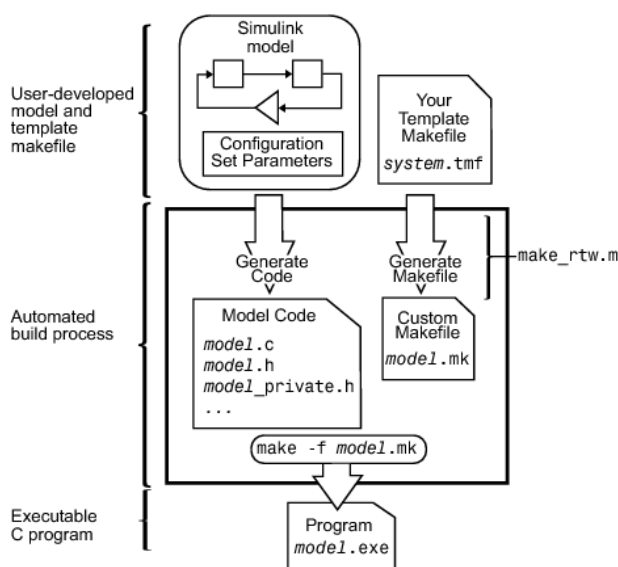 Simulink
model
Configuration
Set Parameters
User-developed
model and
template
makefile
Your
Template
Makefile
system.tmf
Generate
Code
Generate
Makefile
make_rtw.m
Automated
build process
Model Code
model.c
model.h
model_private.h
...
Custom
Makefile
model.mk
make -f model.mk
Executable
C program
Program
model.exe